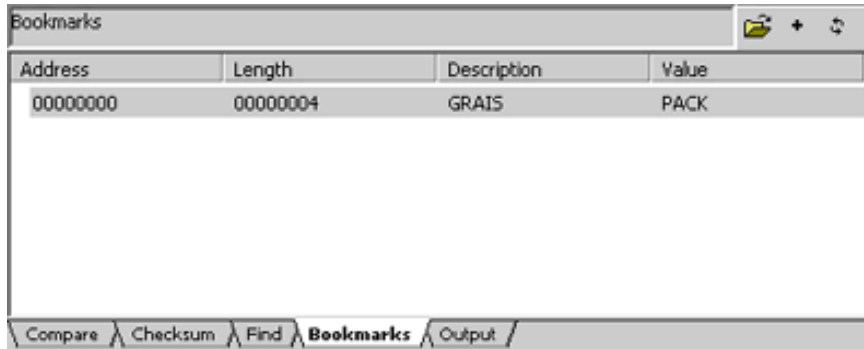 Bookmarks
Address Length Description Value
00000000 00000004 GRAIS PACK
Compare Checksum Find Bookmarks Output